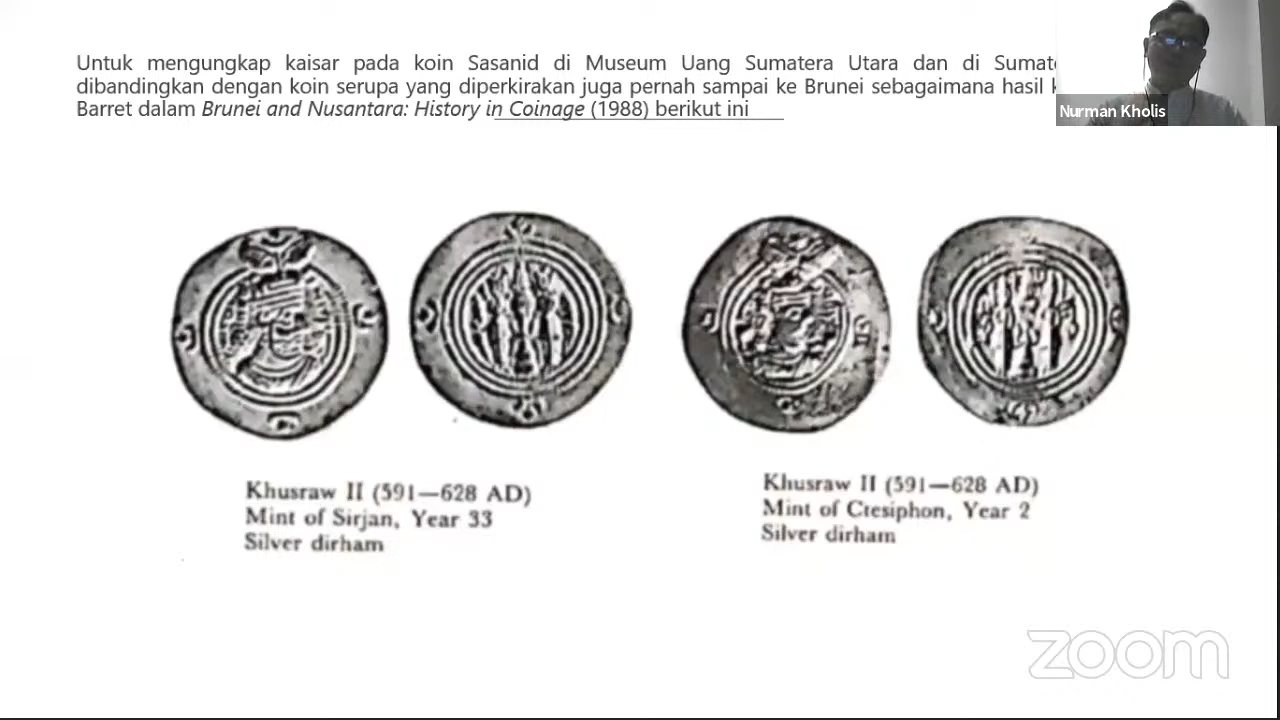 Untuk mengungkap kaisar pada koin Sasanid di Museum Uang Sumatera Utara dan di
dibandingkan dengan koin serupa yang diperkirakan juga pernah sampai ke Brunei sebagaimana hasil
Barret dalam Brunei and Nusantara: History in Coinage (1988) berikut ini
Nurman Kholis
Khusraw II (591—628 AD)
Mint of Sirjan, Year 33
Silver dirham
Khusraw II (591—628 AD)
Mint of Ctesiphon, Year 2
Silver dirham
zoom